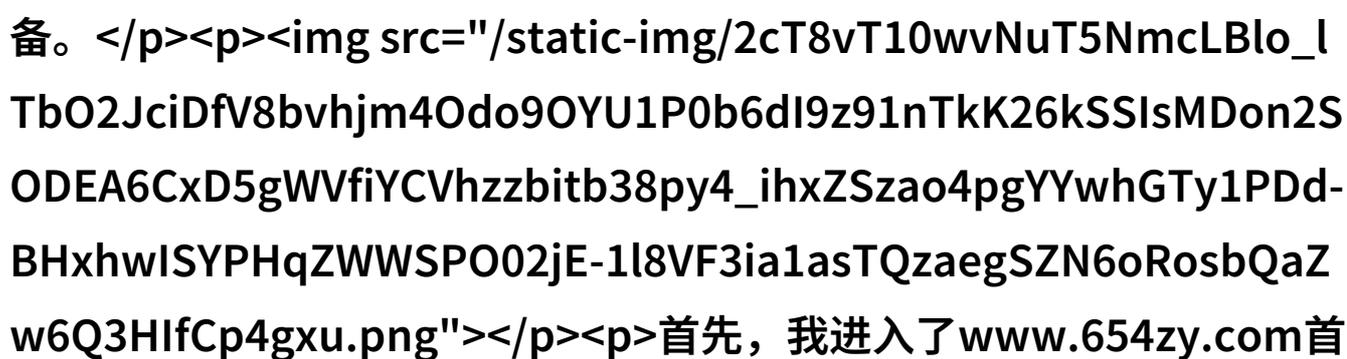 备。</p><p><img src="/static-img/2cT8vT10wvNuT5NmcLBlo_l
TbO2JciDfV8bvhjm4Odo9OYU1P0b6dI9z91nTkK26kSSIsMDon2S
ODEA6CxD5gWVfiYCVhzzbitb38py4_ihxZSzao4pgYYwhGTy1PDd-
BHxhwISYPHqZWWSPO02jE-1l8VF3ia1asTQzaegSZN6oRosbQaZ
w6Q3HIfCp4gxu.png"></p><p>首先，我进入了www.654zy.com首